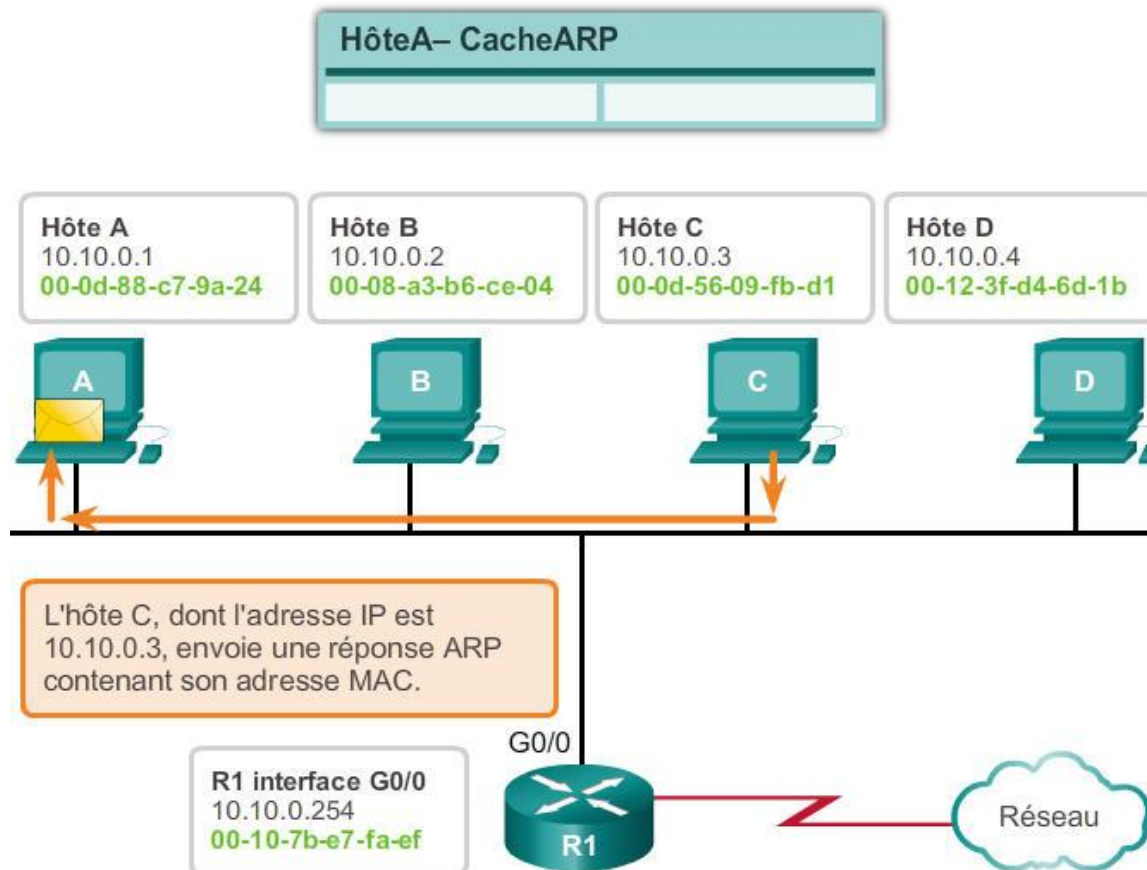 HôteA– CacheARP
Hôte A
10.10.0.1
00-0d-88-c7-9a-24
Hôte B
10.10.0.2
00-08-a3-b6-ce-04
Hôte C
10.10.0.3
00-0d-56-09-fb-d1
Hôte D
10.10.0.4
00-12-3f-d4-6d-1b
A
B
C
D
L'hôte C, dont l'adresse IP est
10.10.0.3, envoie une réponse ARP
contenant son adresse MAC.
G0/0
R1 interface G0/0
10.10.0.254
00-10-7b-e7-fa-ef
R1
Réseau